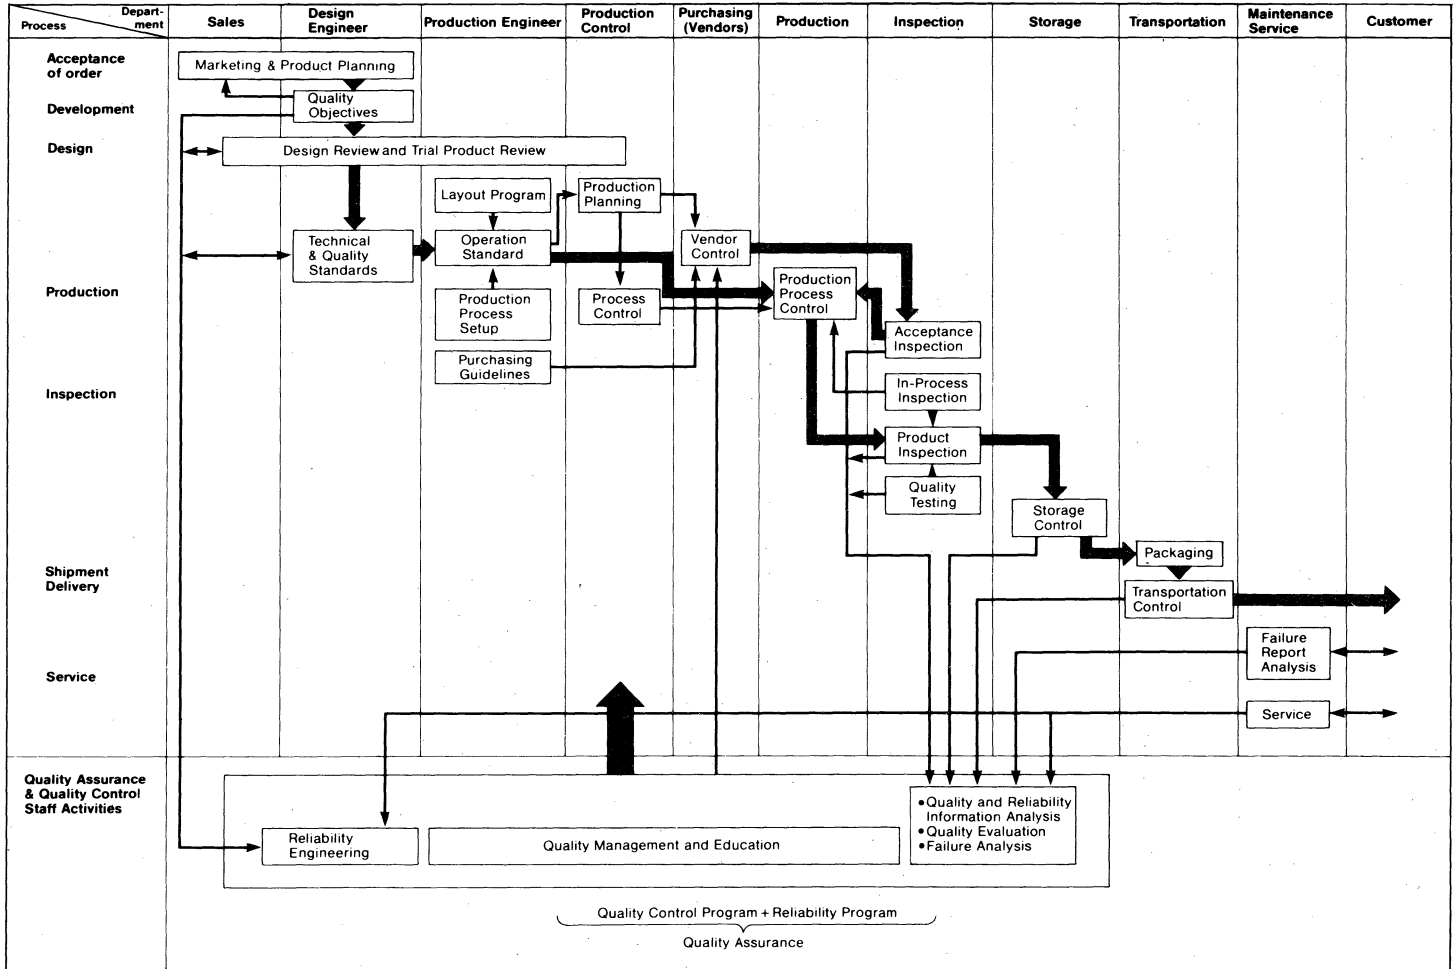 Depart-
ment
Process
Sales
Design
Engineer
Production Engineer
Production
Control
Purchasing
(Vendors)
Production
Inspection
Storage
Transportation
Maintenance
Service
Customer
Acceptance
of order
Marketing & Product Planning
Development
Quality
Objectives
Design
Design Review and Trial Product Review
Layout Program
Production
Planning
Technical
& Quality
Standards
Operation
Standard
Vendor
Control
Production
Production
Process
Setup
Process
Control
Production
Process
Control
Acceptance
Inspection
Purchasing
Guidelines
Inspection
In-Process
Inspection
Product
Inspection
Quality
Testing
Storage
Control
Packaging
Shipment
Delivery
Transportation
Control
Failure
Report
Analysis
Service
Service
Quality Assurance
& Quality Control
Staff Activities
Reliability
Engineering
Quality Management and Education
•Quality and Reliability
Information Analysis
•Quality Evaluation
•Failure Analysis
Quality Control Program + Reliability Program
Quality Assurance